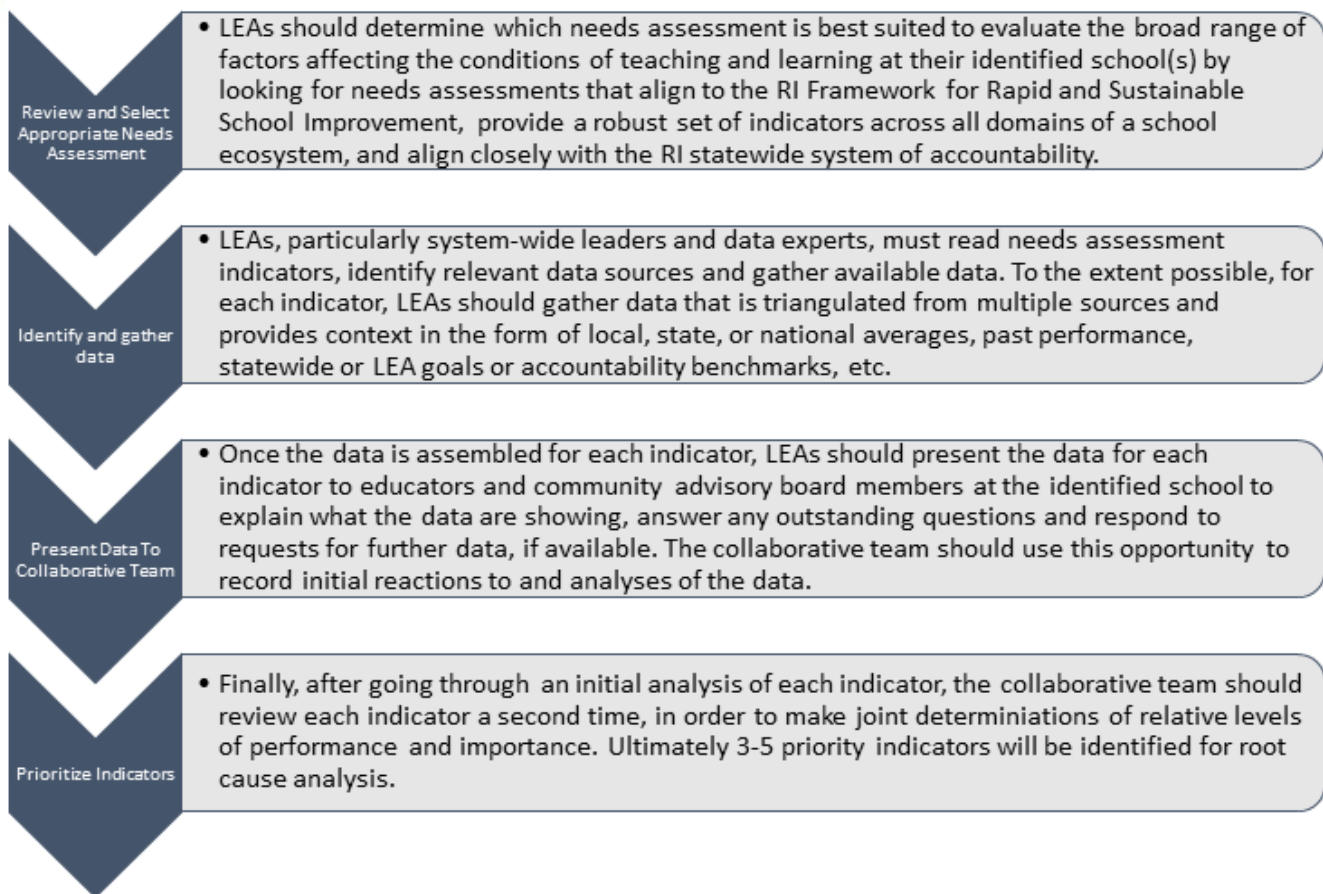 Review and Select
Appropriate Needs
Assessment
• LEAs should determine which needs assessment is best suited to evaluate the broad range of
factors affecting the conditions of teaching and learning at their identified school(s) by
looking for needs assessments that align to the RI Framework for Rapid and Sustainable
School Improvement, provide a robust set of indicators across all domains of a school
ecosystem, and align closely with the RI statewide system of accountability.
Identify and gather
data
• LEAs, particularly system-wide leaders and data experts, must read needs assessment
indicators, identify relevant data sources and gather available data. To the extent possible, for
each indicator, LEAs should gather data that is triangulated from multiple sources and
provides context in the form of local, state, or national averages, past performance,
statewide or LEA goals or accountability benchmarks, etc.
Present Data To
Collaborative Team
• Once the data is assembled for each indicator, LEAs should present the data for each
indicator to educators and community advisory board members at the identified school to
explain what the data are showing, answer any outstanding questions and respond to
requests for further data, if available. The collaborative team should use this opportunity to
record initial reactions to and analyses of the data.
Prioritize Indicators
• Finally, after going through an initial analysis of each indicator, the collaborative team should
review each indicator a second time, in order to make joint determiniations of relative levels
of performance and importance. Ultimately 3-5 priority indicators will be identified for root
cause analysis.